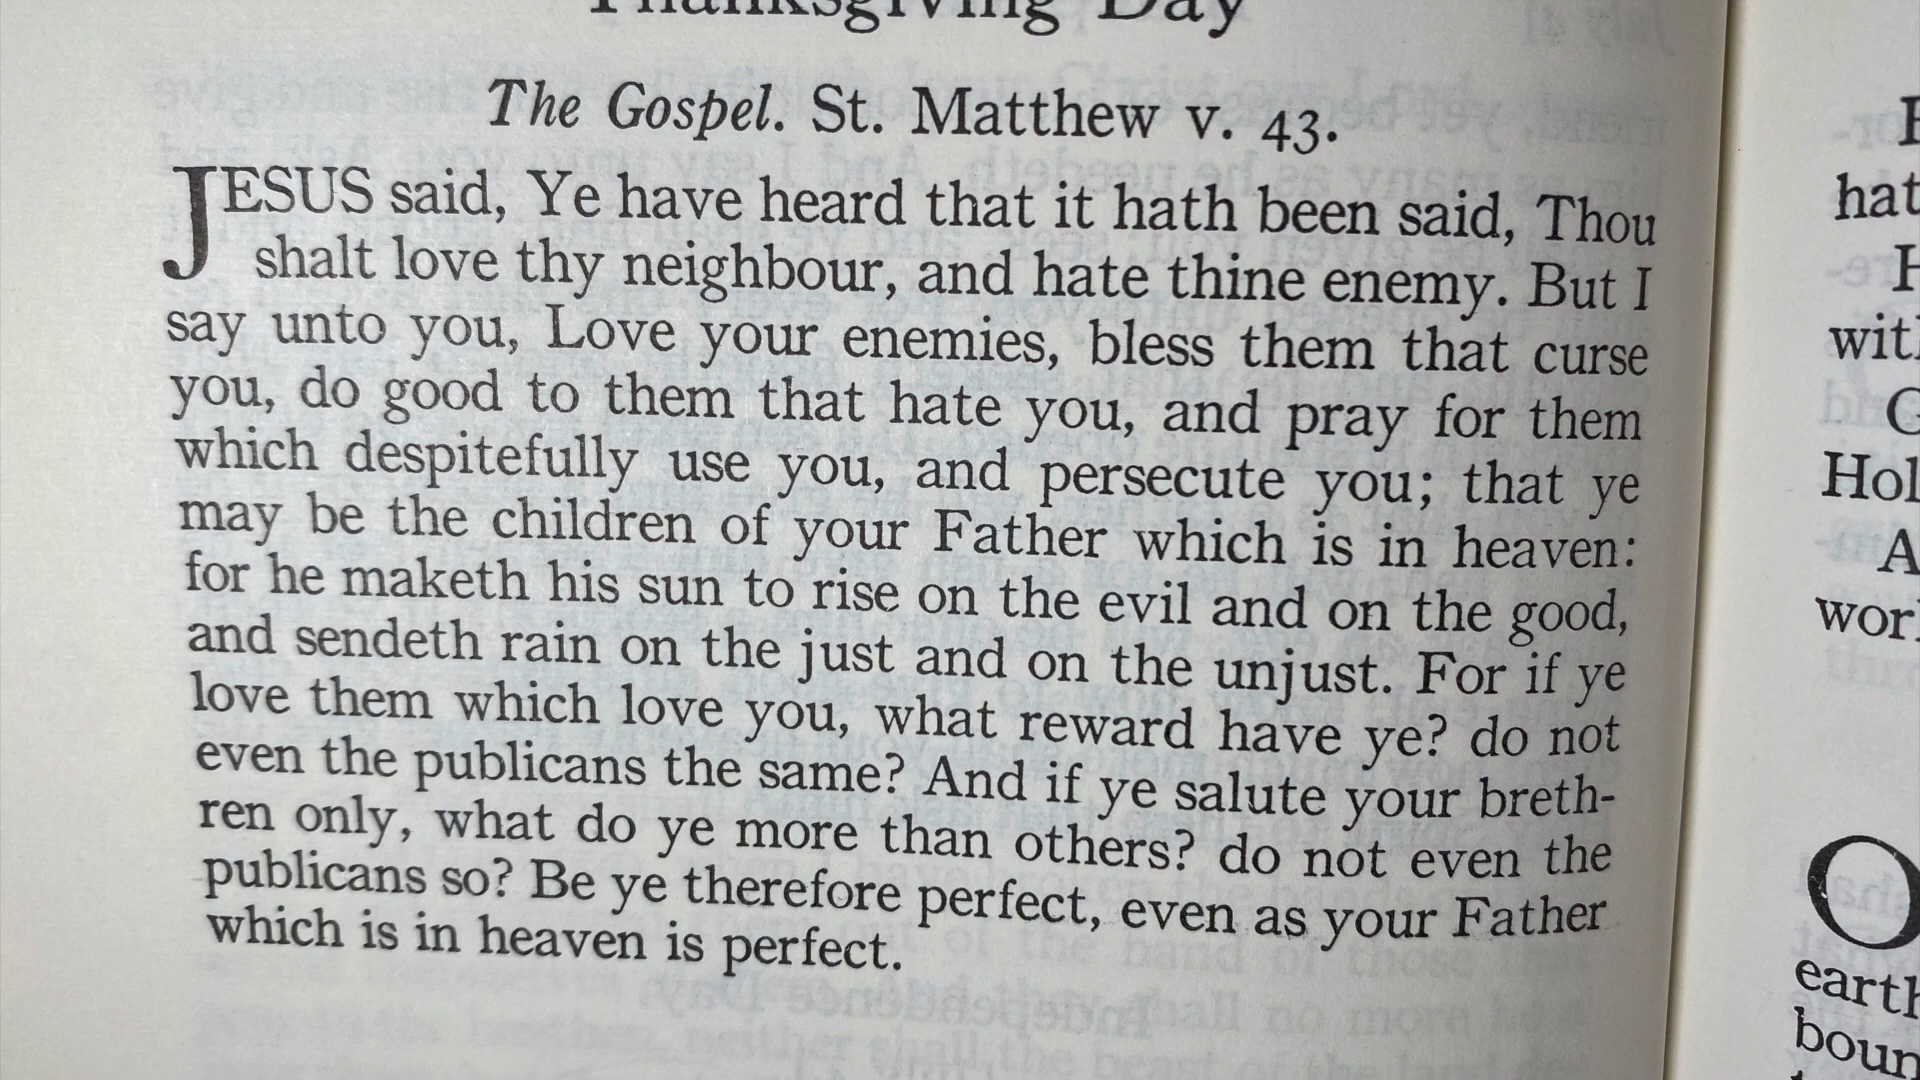 Thanksgiving Day
The Gospel. St. Matthew v. 43.
JESUS said, Ye have heard that it hath been said, Thou
shalt love thy neighbour, and hate thine enemy. But I
say unto you, Love your enemies, bless them that curse
you, do good to them that hate you, and pray for them
which despitefully use you, and persecute you; that ye
may be the children of your Father which is in heaven:
for he maketh his sun to rise on the evil and on the good,
and sendeth rain on the just and on the unjust. For if ye
love them which love you, what reward have ye? do not
even the publicans the same? And if ye salute your breth-
ren only, what do ye more than others? do not even the
publicans so? Be ye therefore perfect, even as your Father
which is in heaven is perfect.